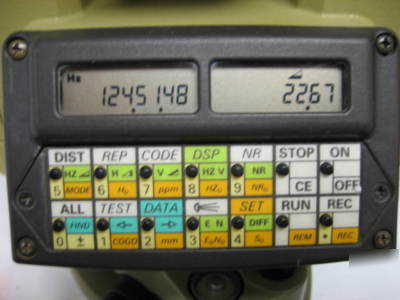 Hz
124.51.48 22.67
DIST REP CODE DSP NR STOP ON
HZ H V HZ V NR
5 MODE 6 H₀ 7 ppm 8 HZ₀ 9 NR₀ CE OFF
ALL TEST DATA SET RUN REC
FIND ← → E N DIFF
0 ± 1 COGO 2 mm 3 4 REM • REC